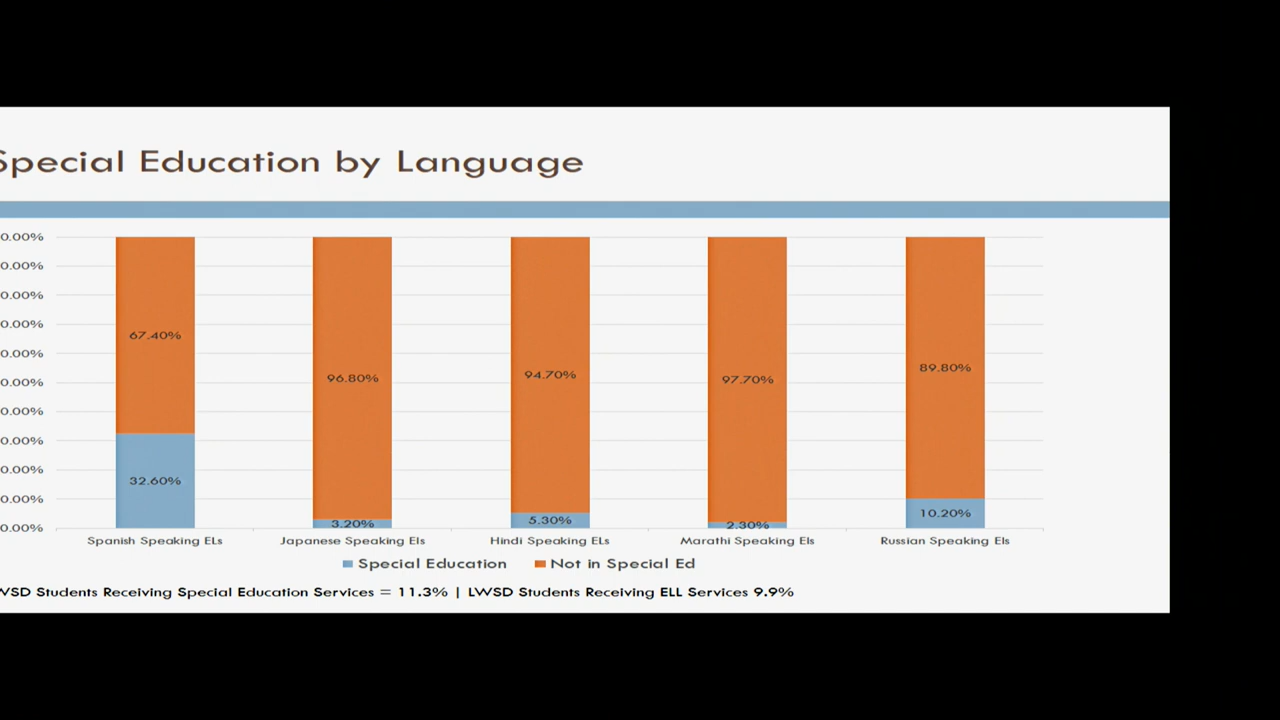 Special Education by Language
0.00%
0.00%
0.00%
0.00%
0.00%
0.00%
0.00%
0.00%
0.00%
0.00%
0.00%
67.40% 96.80% 94.70% 97.70% 89.80%
32.60% 3.20% 5.30% 2.30% 10.20%
Spanish Speaking ELs Japanese Speaking Els Hindi Speaking ELs Marathi Speaking Els Russian Speaking Els
Special Education Not in Special Ed
WSD Students Receiving Special Education Services = 11.3% | LWSD Students Receiving ELL Services 9.9%